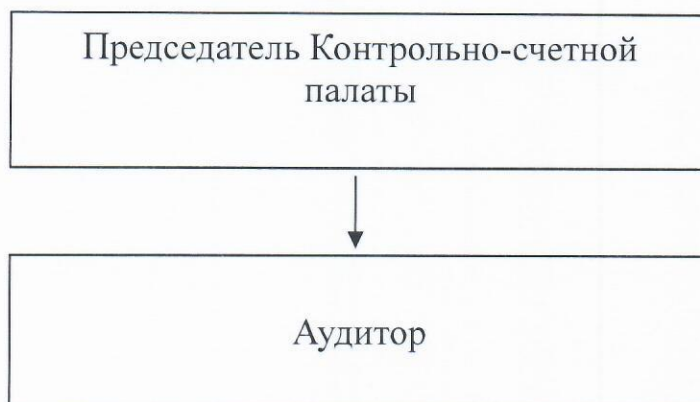 Председатель Контрольно-счетной
палаты
Аудитор